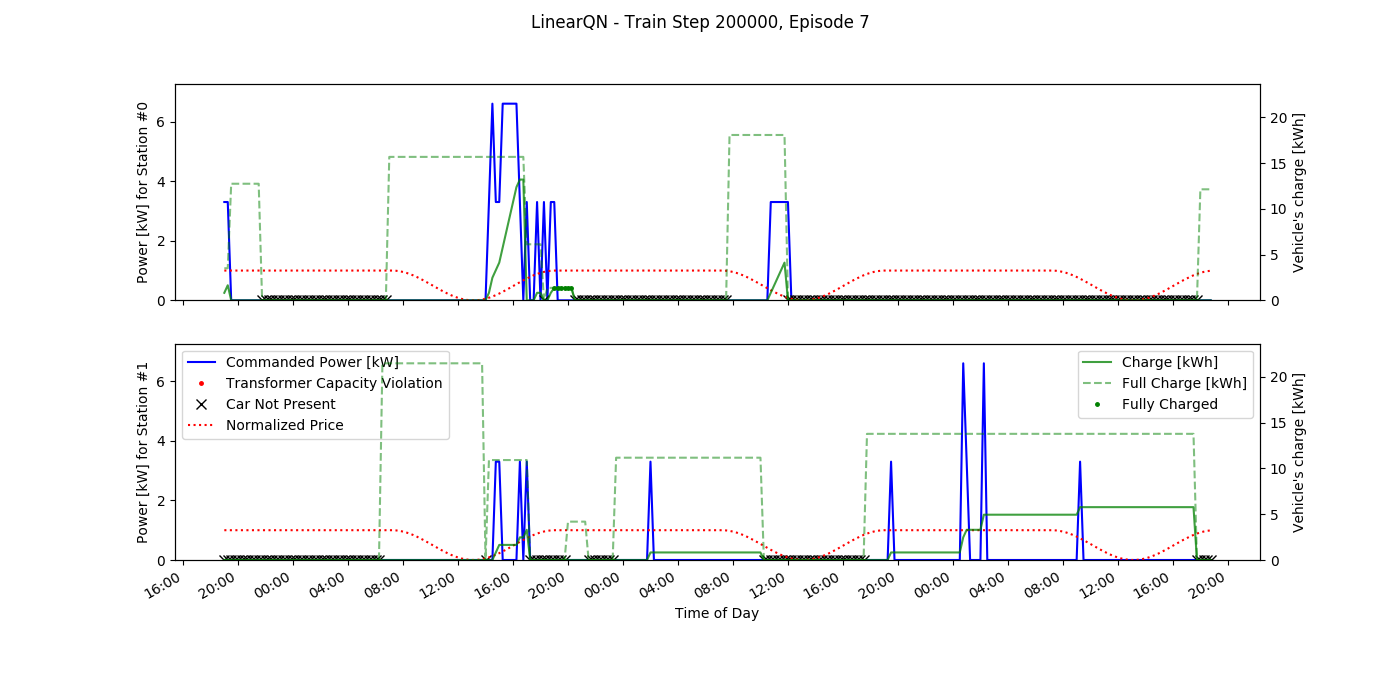 LinearQN - Train Step 200000, Episode 7
Power [kW] for Station #0
0
2
4
6
0
5
10
15
20
Vehicle's charge [kWh]
Power [kW] for Station #1
0
2
4
6
Commanded Power [kW]
Transformer Capacity Violation
Car Not Present
Normalized Price
Charge [kWh]
Full Charge [kWh]
Fully Charged
0
5
10
15
20
Vehicle's charge [kWh]
16:00 20:00 00:00 04:00 08:00 12:00 16:00 20:00 00:00 04:00 08:00 12:00 16:00 20:00 00:00 04:00 08:00 12:00 16:00 20:00
Time of Day